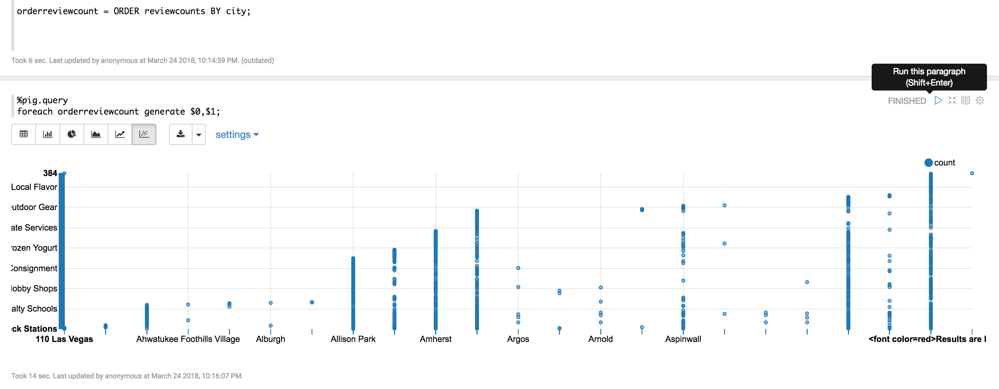 orderreviewcount = ORDER reviewcounts BY city;
Took 6 sec. Last updated by anonymous at March 24 2018, 10:14:59 PM. (outdated)
Run this paragraph
(Shift+Enter)
%pig.query
foreach orderreviewcount generate $0,$1;
FINISHED
settings
count
384
Local Flavor
utdoor Gear
ate Services
rozen Yogurt
Consignment
lobby Shops
alty Schools
ck Stations
110 Las Vegas
Ahwatukee Foothills Village
Alburgh
Allison Park
Amherst
Argos
Arnold
Aspinwall
<font color=red>Results are l
Took 14 sec. Last updated by anonymous at March 24 2018, 10:16:07 PM.